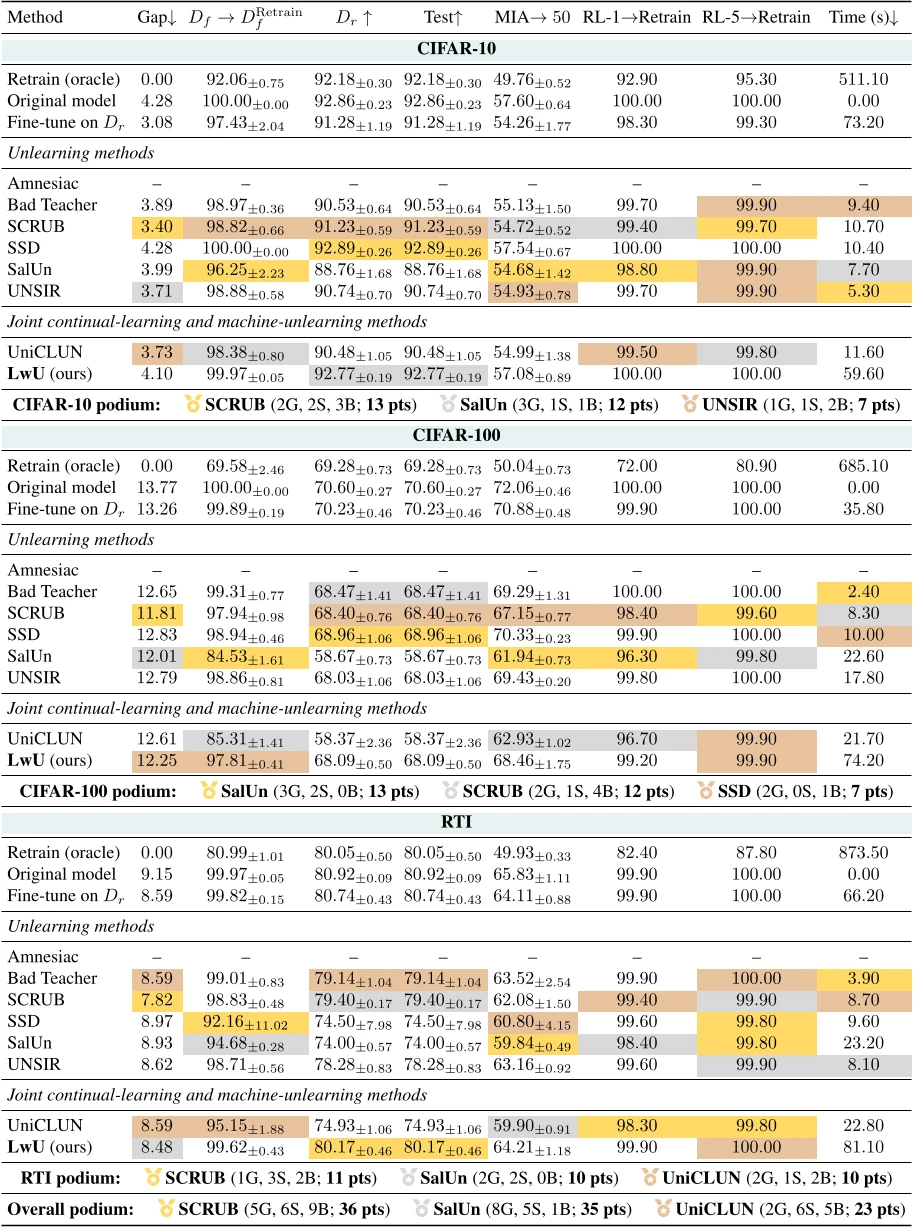 Method Gap↓ D_f → D_f^Retrain D_r ↑ Test↑ MIA→ 50 RL-1→Retrain RL-5→Retrain Time (s)↓
CIFAR-10
Retrain (oracle) 0.00 92.06±0.75 92.18±0.30 92.18±0.30 49.76±0.52 92.90 95.30 511.10
Original model 4.28 100.00±0.00 92.86±0.23 92.86±0.23 57.60±0.64 100.00 100.00 0.00
Fine-tune on D_r 3.08 97.43±2.04 91.28±1.19 91.28±1.19 54.26±1.77 98.30 99.30 73.20
Unlearning methods
Amnesiac – – – – – – – –
Bad Teacher 3.89 98.97±0.36 90.53±0.64 90.53±0.64 55.13±1.50 99.70 99.90 9.40
SCRUB 3.40 98.82±0.66 91.23±0.59 91.23±0.59 54.72±0.52 99.40 99.70 10.70
SSD 4.28 100.00±0.00 92.89±0.26 92.89±0.26 57.54±0.67 100.00 100.00 10.40
SalUn 3.99 96.25±2.23 88.76±1.68 88.76±1.68 54.68±1.42 98.80 99.90 7.70
UNSIR 3.71 98.88±0.58 90.74±0.70 90.74±0.70 54.93±0.78 99.70 99.90 5.30
Joint continual-learning and machine-unlearning methods
UniCLUN 3.73 98.38±0.80 90.48±1.05 90.48±1.05 54.99±1.38 99.50 99.80 11.60
LwU (ours) 4.10 99.97±0.05 92.77±0.19 92.77±0.19 57.08±0.89 100.00 100.00 59.60
CIFAR-10 podium: SCRUB (2G, 2S, 3B; 13 pts) SalUn (3G, 1S, 1B; 12 pts) UNSIR (1G, 1S, 2B; 7 pts)
CIFAR-100
Retrain (oracle) 0.00 69.58±2.46 69.28±0.73 69.28±0.73 50.04±0.73 72.00 80.90 685.10
Original model 13.77 100.00±0.00 70.60±0.27 70.60±0.27 72.06±0.46 100.00 100.00 0.00
Fine-tune on D_r 13.26 99.89±0.19 70.23±0.46 70.23±0.46 70.88±0.48 99.90 100.00 35.80
Unlearning methods
Amnesiac – – – – – – – –
Bad Teacher 12.65 99.31±0.77 68.47±1.41 68.47±1.41 69.29±1.31 100.00 100.00 2.40
SCRUB 11.81 97.94±0.98 68.40±0.76 68.40±0.76 67.15±0.77 98.40 99.60 8.30
SSD 12.83 98.94±0.46 68.96±1.06 68.96±1.06 70.33±0.23 99.90 100.00 10.00
SalUn 12.01 84.53±1.61 58.67±0.73 58.67±0.73 61.94±0.73 96.30 99.80 22.60
UNSIR 12.79 98.86±0.81 68.03±1.06 68.03±1.06 69.43±0.20 99.80 100.00 17.80
Joint continual-learning and machine-unlearning methods
UniCLUN 12.61 85.31±1.41 58.37±2.36 58.37±2.36 62.93±1.02 96.70 99.90 21.70
LwU (ours) 12.25 97.81±0.41 68.09±0.50 68.09±0.50 68.46±1.75 99.20 99.90 74.20
CIFAR-100 podium: SalUn (3G, 2S, 0B; 13 pts) SCRUB (2G, 1S, 4B; 12 pts) SSD (2G, 0S, 1B; 7 pts)
RTI
Retrain (oracle) 0.00 80.99±1.01 80.05±0.50 80.05±0.50 49.93±0.33 82.40 87.80 873.50
Original model 9.15 99.97±0.05 80.92±0.09 80.92±0.09 65.83±1.11 99.90 100.00 0.00
Fine-tune on D_r 8.59 99.82±0.15 80.74±0.43 80.74±0.43 64.11±0.88 99.90 100.00 66.20
Unlearning methods
Amnesiac – – – – – – – –
Bad Teacher 8.59 99.01±0.83 79.14±1.04 79.14±1.04 63.52±2.54 99.90 100.00 3.90
SCRUB 7.82 98.83±0.48 79.40±0.17 79.40±0.17 62.08±1.50 99.40 99.90 8.70
SSD 8.97 92.16±11.02 74.50±7.98 74.50±7.98 60.80±4.15 99.60 99.80 9.60
SalUn 8.93 94.68±0.28 74.00±0.57 74.00±0.57 59.84±0.49 98.40 99.80 23.20
UNSIR 8.62 98.71±0.56 78.28±0.83 78.28±0.83 63.16±0.92 99.60 99.90 8.10
Joint continual-learning and machine-unlearning methods
UniCLUN 8.59 95.15±1.88 74.93±1.06 74.93±1.06 59.90±0.91 98.30 99.80 22.80
LwU (ours) 8.48 99.62±0.43 80.17±0.46 80.17±0.46 64.21±1.18 99.90 100.00 81.10
RTI podium: SCRUB (1G, 3S, 2B; 11 pts) SalUn (2G, 2S, 0B; 10 pts) UniCLUN (2G, 1S, 2B; 10 pts)
Overall podium: SCRUB (5G, 6S, 9B; 36 pts) SalUn (8G, 5S, 1B; 35 pts) UniCLUN (2G, 6S, 5B; 23 pts)